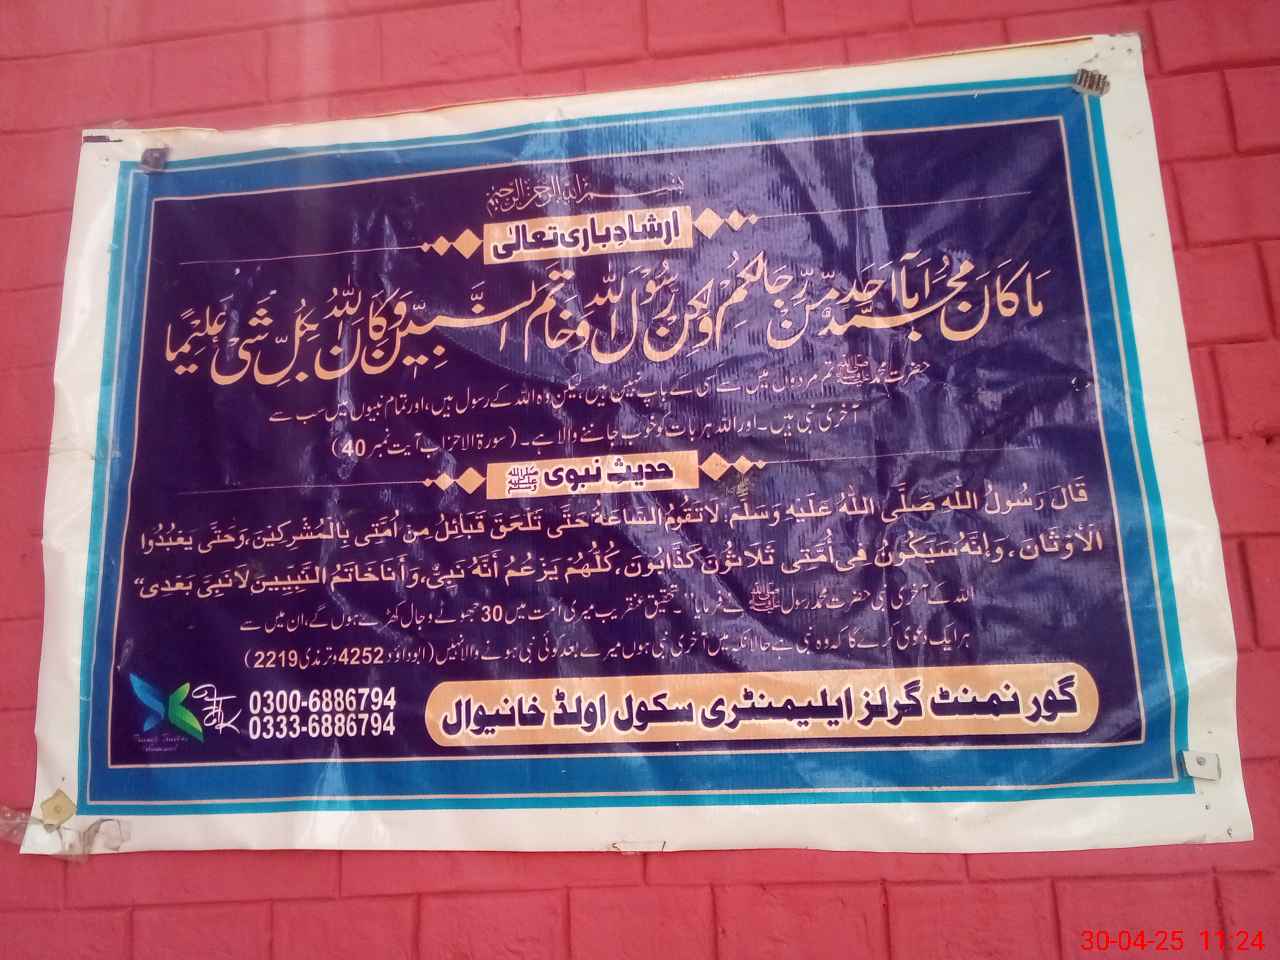 بسم اللہ الرحمن الرحیم
ارشادِ باری تعالیٰ
مَا كَانَ مُحَمَّدٌ اَبَاۤ اَحَدٍ مِّنْ رِّجَالِكُمْ وَلٰكِنْ رَّسُوْلَ اللّٰهِ وَخَاتَمَ النَّبِيّٖنَ وَكَانَ اللّٰهُ بِكُلِّ شَیْءٍ عَلِيْمًا
حضرت محمد ﷺ تم مردوں میں سے کسی کے باپ نہیں ہیں، لیکن وہ اللہ کے رسول ہیں، اور تمام نبیوں میں سب سے
آخری نبی ہیں۔ اور اللہ ہر بات کو خوب جاننے والا ہے۔ (سورۃ الاحزاب آیت نمبر 40)
حدیثِ نبوی ﷺ
قَالَ رَسُولُ اللهِ صَلَّى اللهُ عَلَيْهِ وَسَلَّمَ لَا تَقُومُ السَّاعَةُ حَتَّى تَلْحَقَ قَبَائِلُ مِنْ اُمَّتِى بِالْمُشْرِكِينَ، وَحَتَّى يَعْبُدُوا
الْاَوْثَانَ، وَاِنَّهُ سَيَكُونُ فِى اُمَّتِى ثَلَاثُونَ كَذَّابُونَ، كُلُّهُمْ يَزْعُمُ اَنَّهُ نَبِىٌّ، وَاَنَا خَاتَمُ النَّبِيِّينَ لَا نَبِىَّ بَعْدِى“
اللہ کے آخری نبی حضرت محمد رسول ﷺ نے فرمایا”۔ تحقیق عنقریب میری امت میں 30 جھوٹے دجال کھڑے ہوں گے، ان میں سے
ہر ایک دعویٰ کرے گا کہ وہ نبی ہے حالانکہ میں آخری نبی ہوں میرے بعد کوئی نبی ہونے والا نہیں (ابوداؤد 4252 و ترمذی 2219)
گورنمنٹ گرلز ایلیمنٹری سکول اولڈ خانیوال
0300-6886794
0333-6886794
30-04-25 11:24